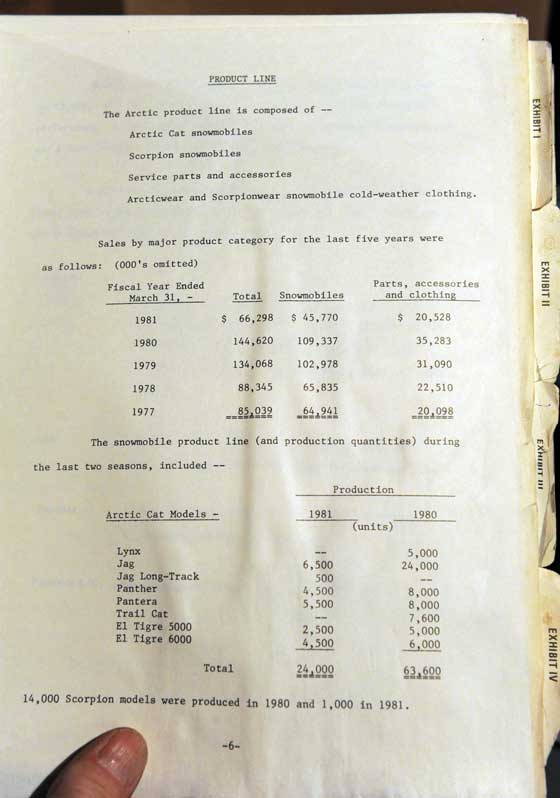 PRODUCT LINE
The Arctic product line is composed of --
Arctic Cat snowmobiles
Scorpion snowmobiles
Service parts and accessories
Arcticwear and Scorpionwear snowmobile cold-weather clothing.
Sales by major product category for the last five years were
as follows: (000's omitted)
Fiscal Year Ended Parts, accessories
March 31, - Total Snowmobiles and clothing
1981 $ 66,298 $ 45,770 $ 20,528
1980 144,620 109,337 35,283
1979 134,068 102,978 31,090
1978 88,345 65,835 22,510
1977 85,039 64,941 20,098
The snowmobile product line (and production quantities) during
the last two seasons, included --
Production
Arctic Cat Models - 1981 1980
(units)
Lynx -- 5,000
Jag 6,500 24,000
Jag Long-Track 500 --
Panther 4,500 8,000
Pantera 5,500 8,000
Trail Cat -- 7,600
El Tigre 5000 2,500 5,000
El Tigre 6000 4,500 6,000
Total 24,000 63,600
14,000 Scorpion models were produced in 1980 and 1,000 in 1981.
-6-
EXHIBIT I
EXHIBIT II
EXHIBIT III
EXHIBIT IV